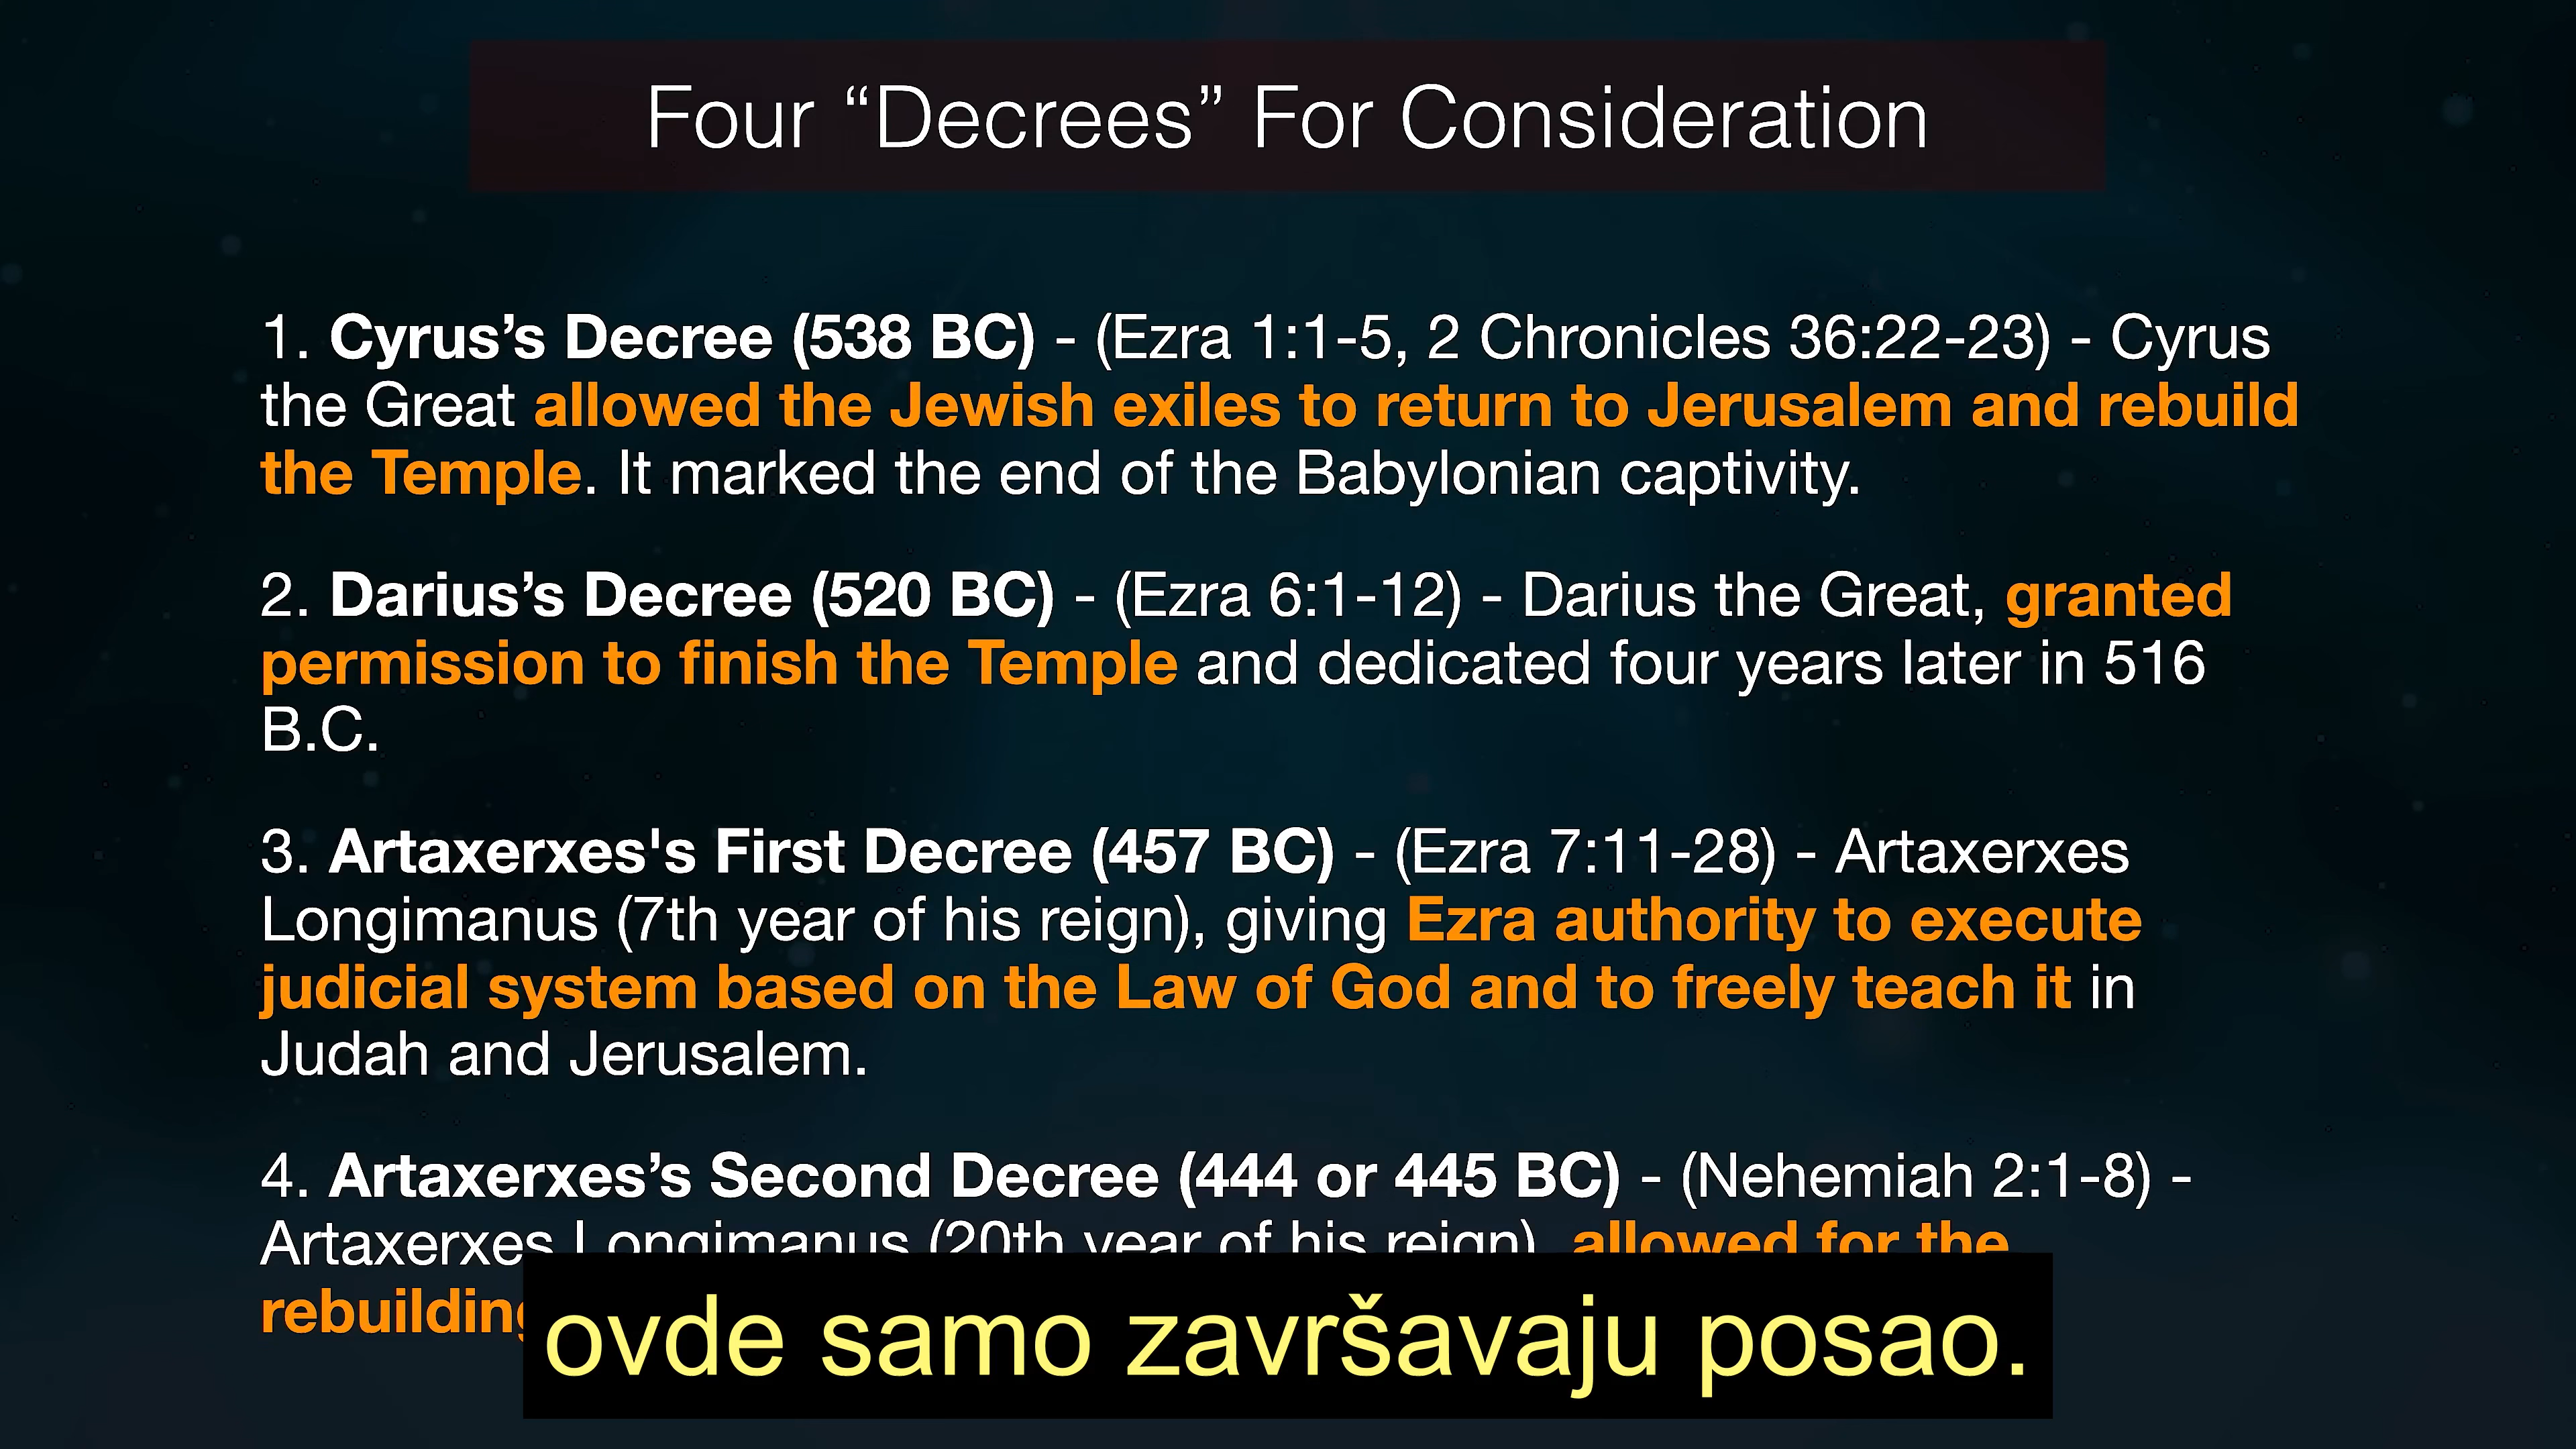 Four “Decrees” For Consideration
1. Cyrus’s Decree (538 BC) - (Ezra 1:1-5, 2 Chronicles 36:22-23) - Cyrus
the Great allowed the Jewish exiles to return to Jerusalem and rebuild
the Temple. It marked the end of the Babylonian captivity.
2. Darius’s Decree (520 BC) - (Ezra 6:1-12) - Darius the Great, granted
permission to finish the Temple and dedicated four years later in 516
B.C.
3. Artaxerxes's First Decree (457 BC) - (Ezra 7:11-28) - Artaxerxes
Longimanus (7th year of his reign), giving Ezra authority to execute
judicial system based on the Law of God and to freely teach it in
Judah and Jerusalem.
4. Artaxerxes’s Second Decree (444 or 445 BC) - (Nehemiah 2:1-8) -
Artaxerxes Longimanus (20th year of his reign), allowed for the
rebuilding
ovde samo završavaju posao.